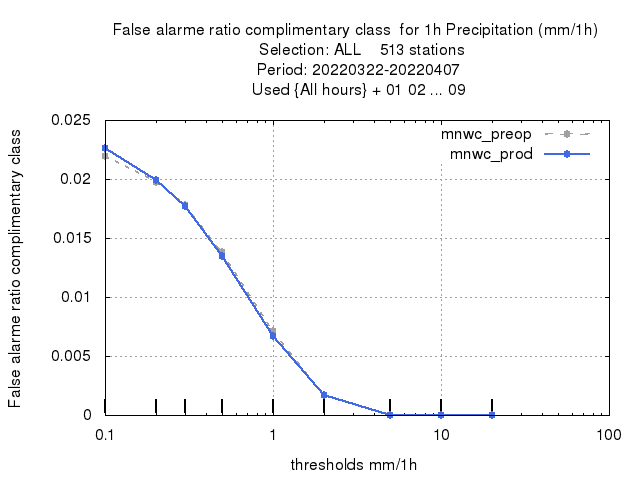 False alarme ratio complimentary class  for 1h Precipitation (mm/1h)
Selection: ALL    513 stations
Period: 20220322-20220407
Used {All hours} + 01 02 ... 09
mnwc_preop
mnwc_prod
False alarme ratio complimentary class
0.025
0.02
0.015
0.01
0.005
0
0.1
1
10
100
thresholds mm/1h